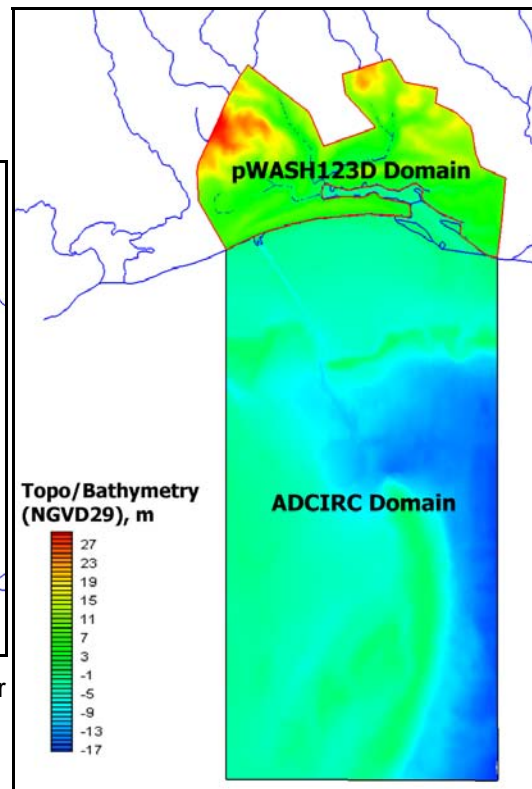 pWASH123D Domain
ADCIRC Domain
Topo/Bathymetry
(NGVD29), m
27
23
19
15
11
7
3
-1
-5
-9
-13
-17
r